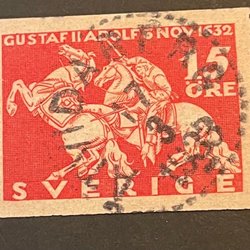 GUSTAF II ADOLF 6 NOV. 1632
15
ÖRE
SVERIGE